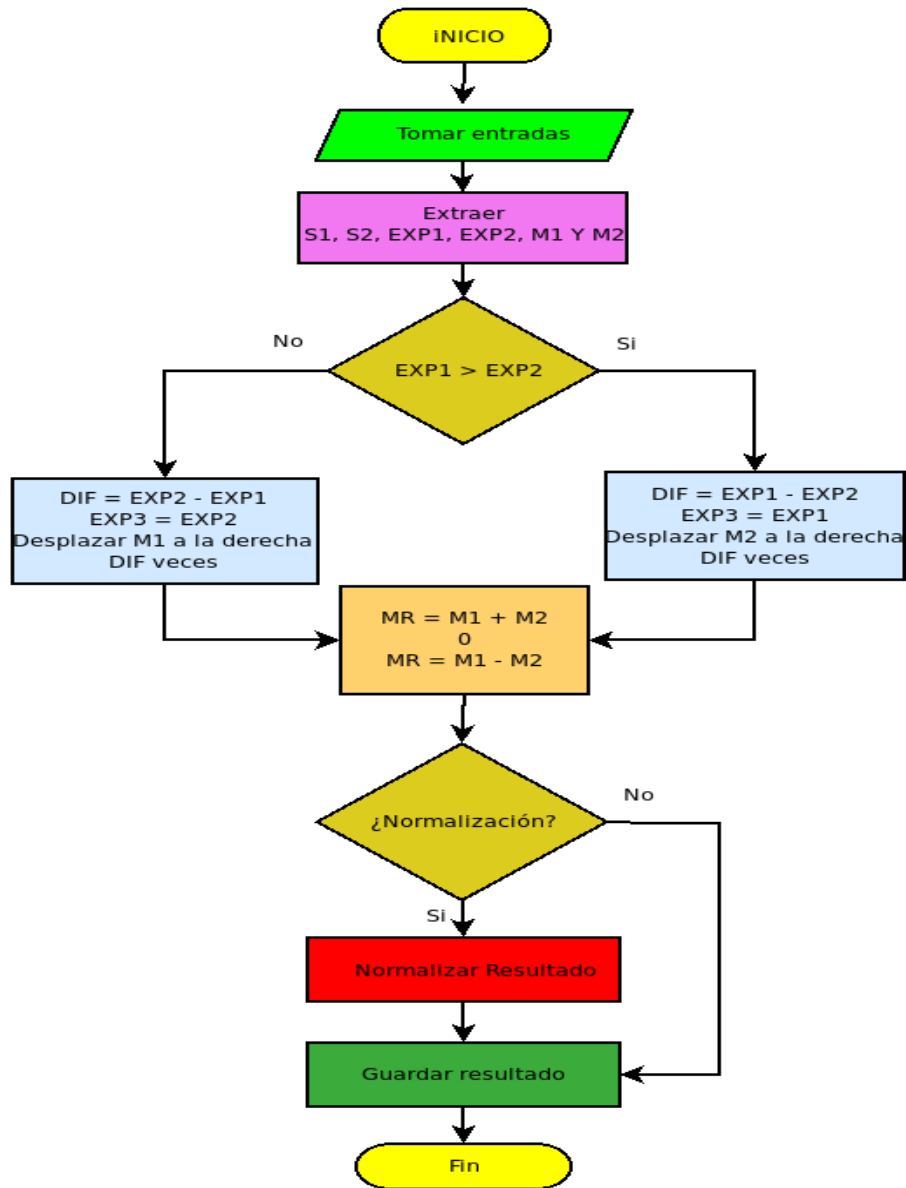 iNICIO
Tomar entradas
Extraer
S1, S2, EXP1, EXP2, M1 Y M2
No
Si
EXP1 > EXP2
DIF = EXP2 - EXP1
EXP3 = EXP2
Desplazar M1 a la derecha
DIF veces
DIF = EXP1 - EXP2
EXP3 = EXP1
Desplazar M2 a la derecha
DIF veces
MR = M1 + M2
0
MR = M1 - M2
¿Normalización?
No
Si
Normalizar Resultado
Guardar resultado
Fin